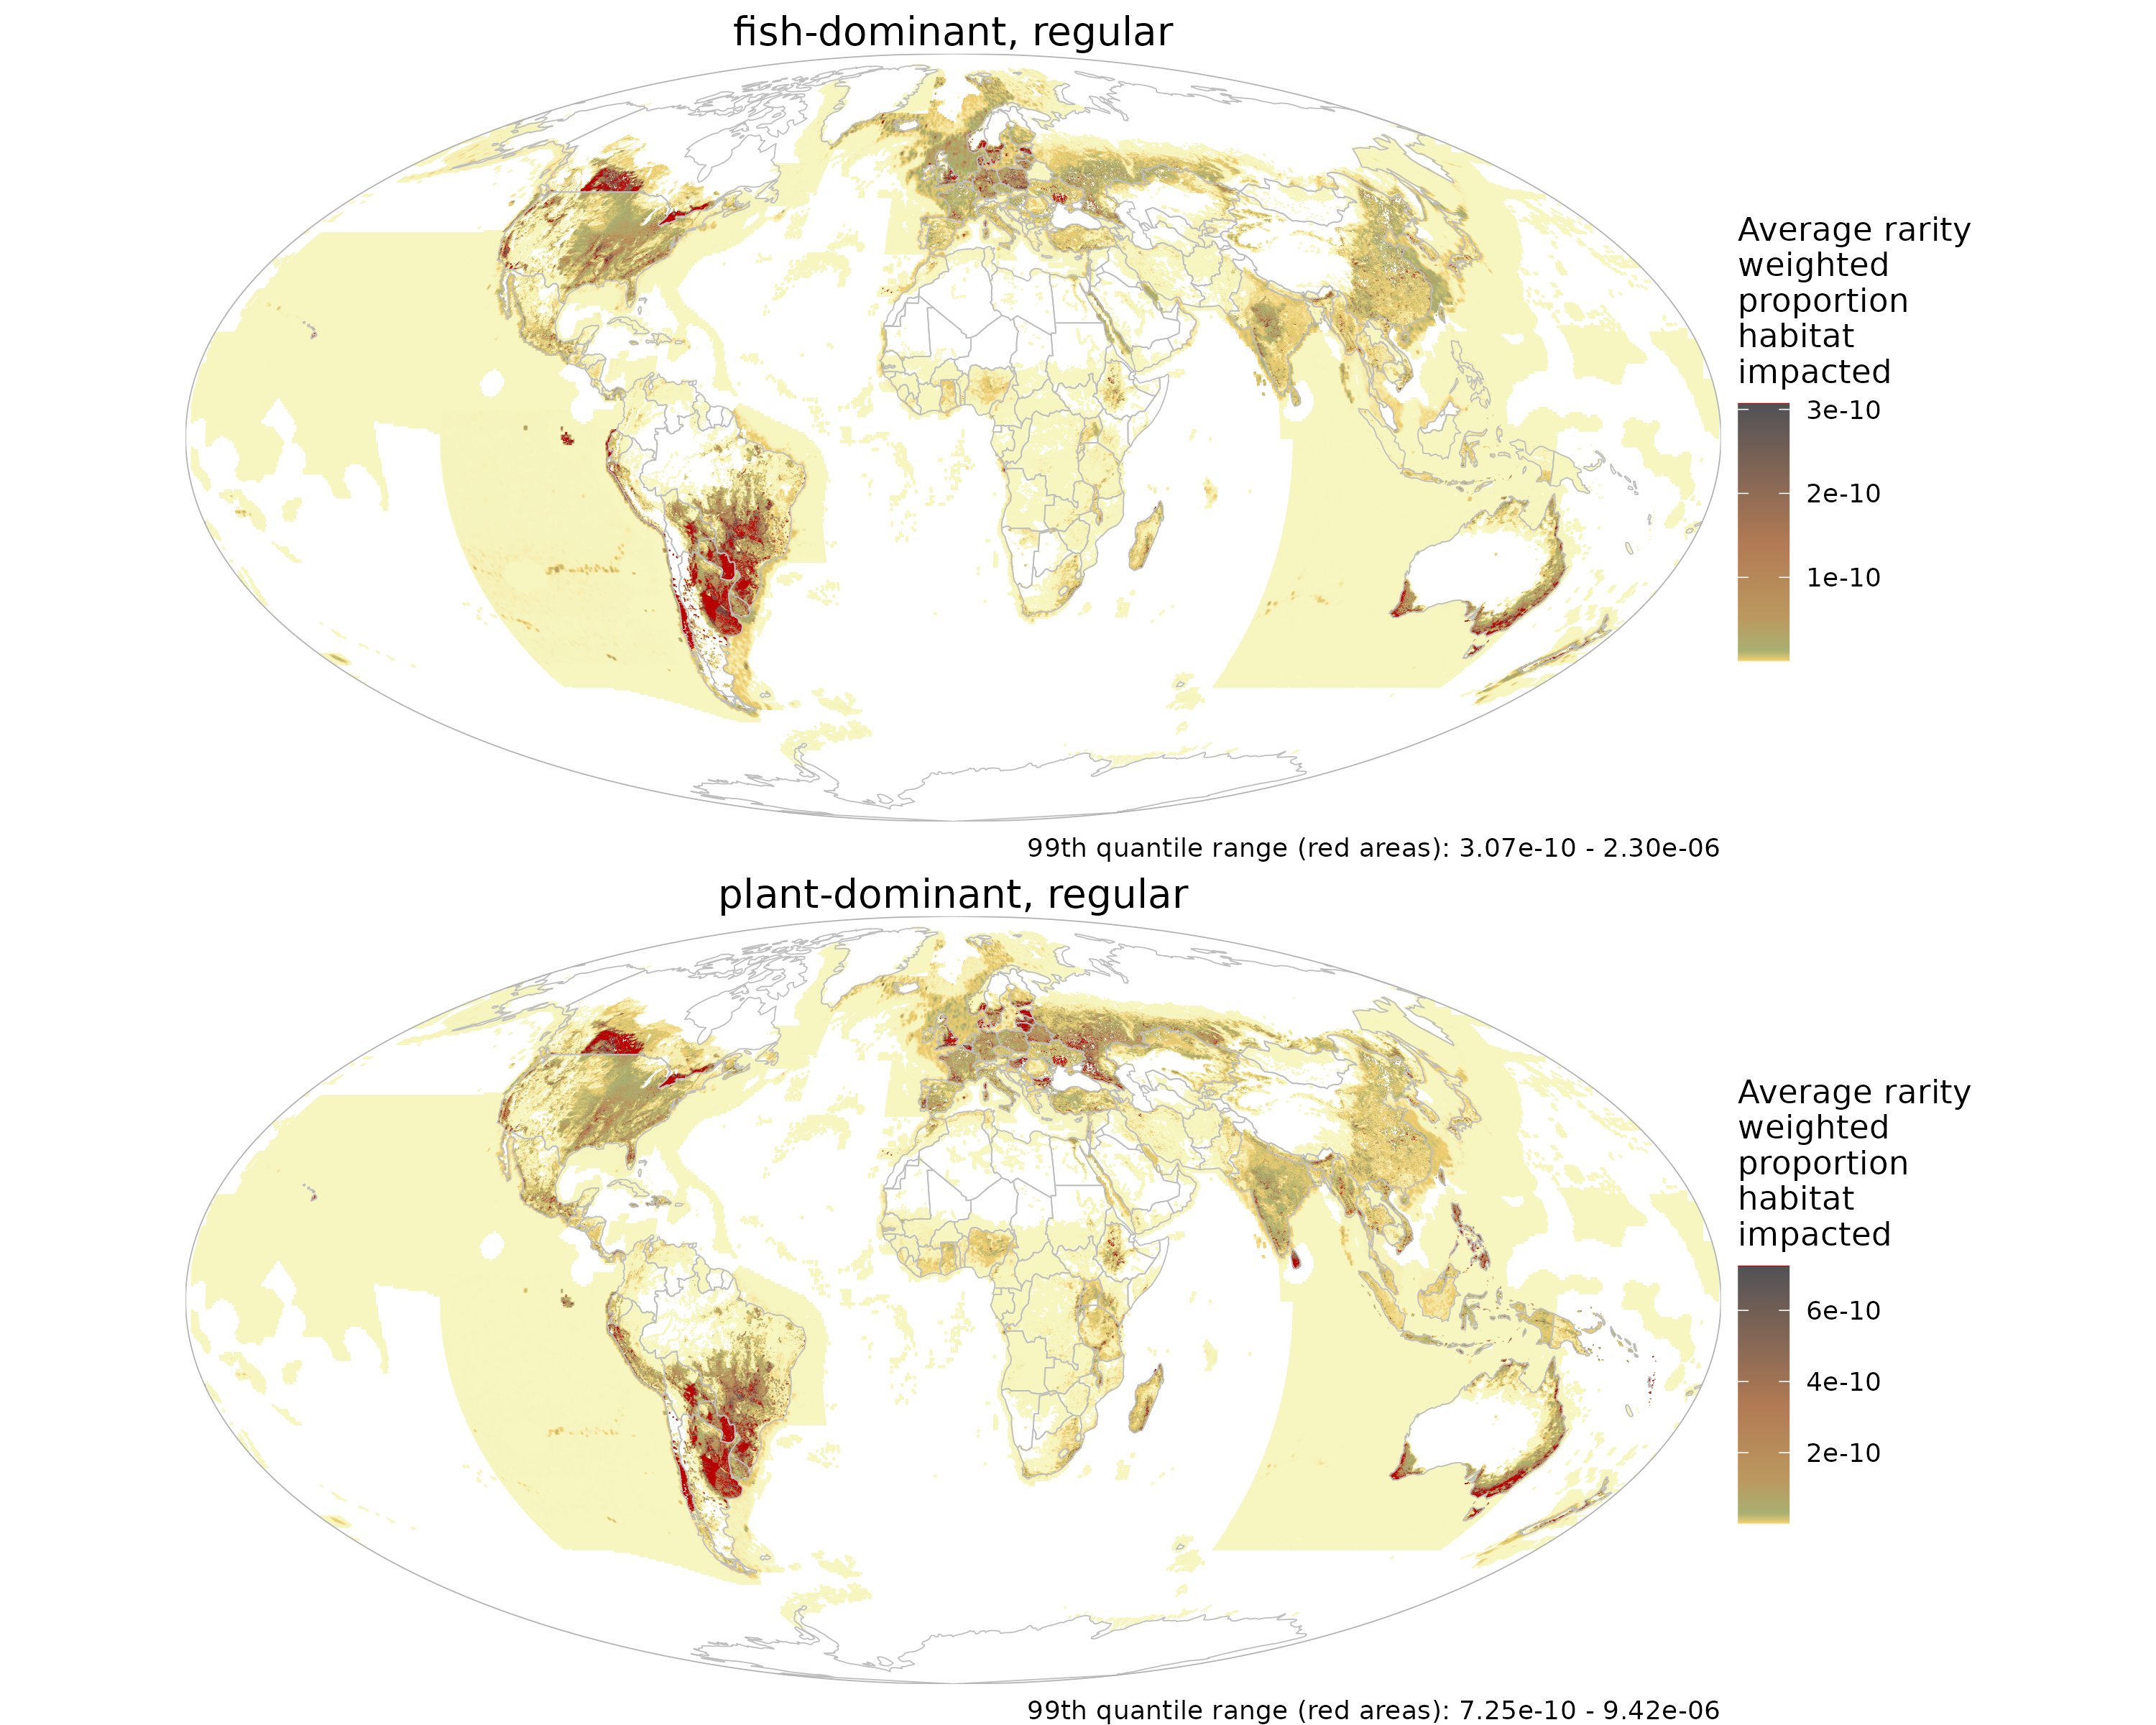 fish-dominant, regular
Average rarity
weighted
proportion
habitat
impacted
3e-10
2e-10
1e-10
99th quantile range (red areas): 3.07e-10 - 2.30e-06
plant-dominant, regular
Average rarity
weighted
proportion
habitat
impacted
6e-10
4e-10
2e-10
99th quantile range (red areas): 7.25e-10 - 9.42e-06